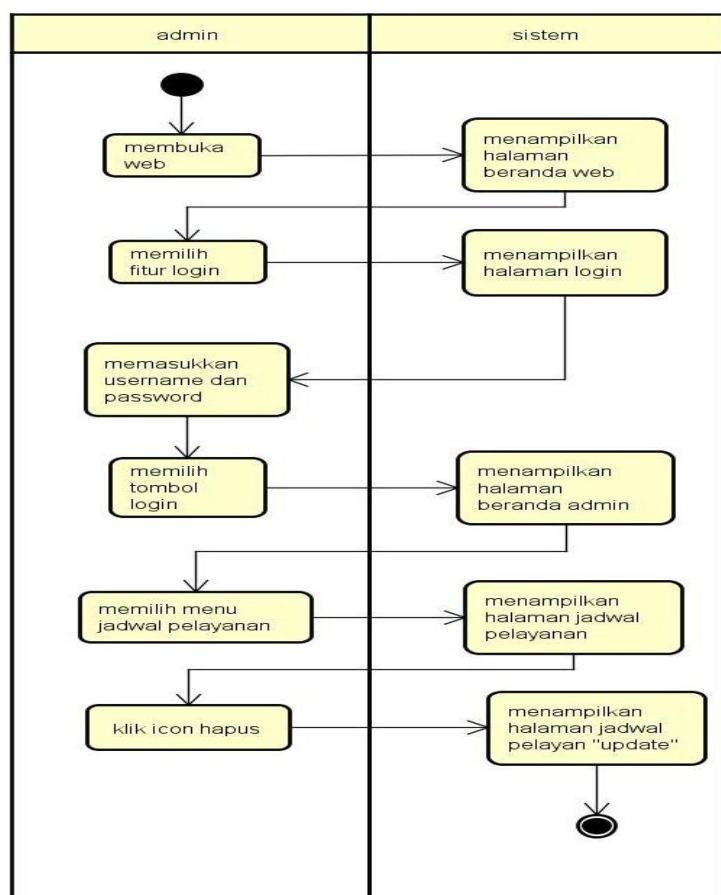 admin
sistem
membuka
web
menampilkan
halaman
beranda web
memilih
fitur login
menampilkan
halaman login
memasukkan
username dan
password
memilih
tombol
login
menampilkan
halaman
beranda admin
memilih menu
jadwal pelayanan
menampilkan
halaman jadwal
pelayanan
klik icon hapus
menampilkan
halaman jadwal
pelayan "update"